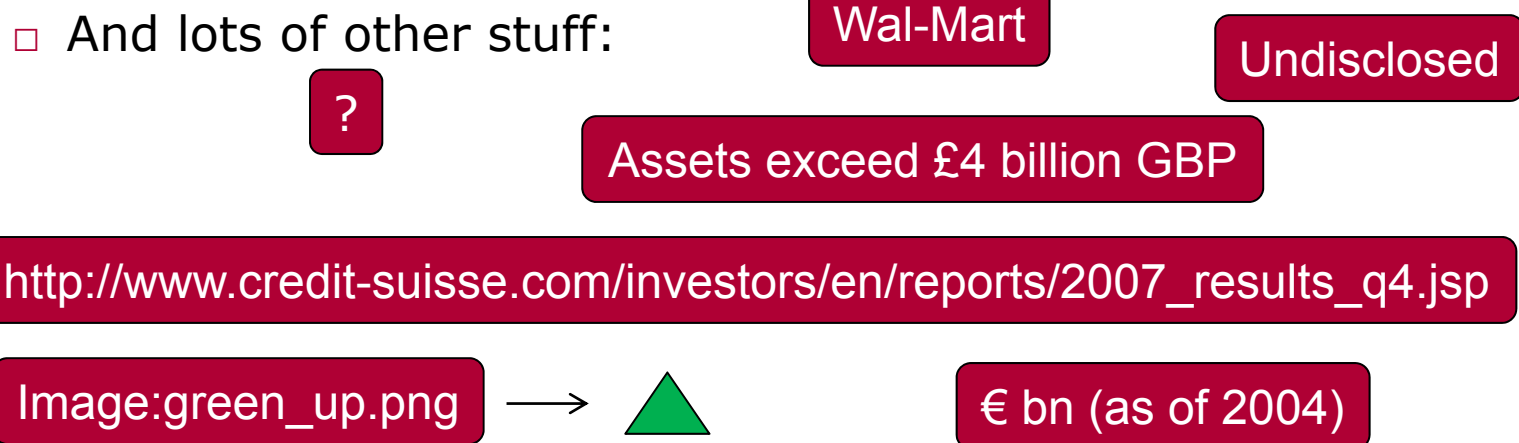 And lots of other stuff:
Wal-Mart
Undisclosed
?
Assets exceed £4 billion GBP
http://www.credit-suisse.com/investors/en/reports/2007_results_q4.jsp
Image:green_up.png
€ bn (as of 2004)